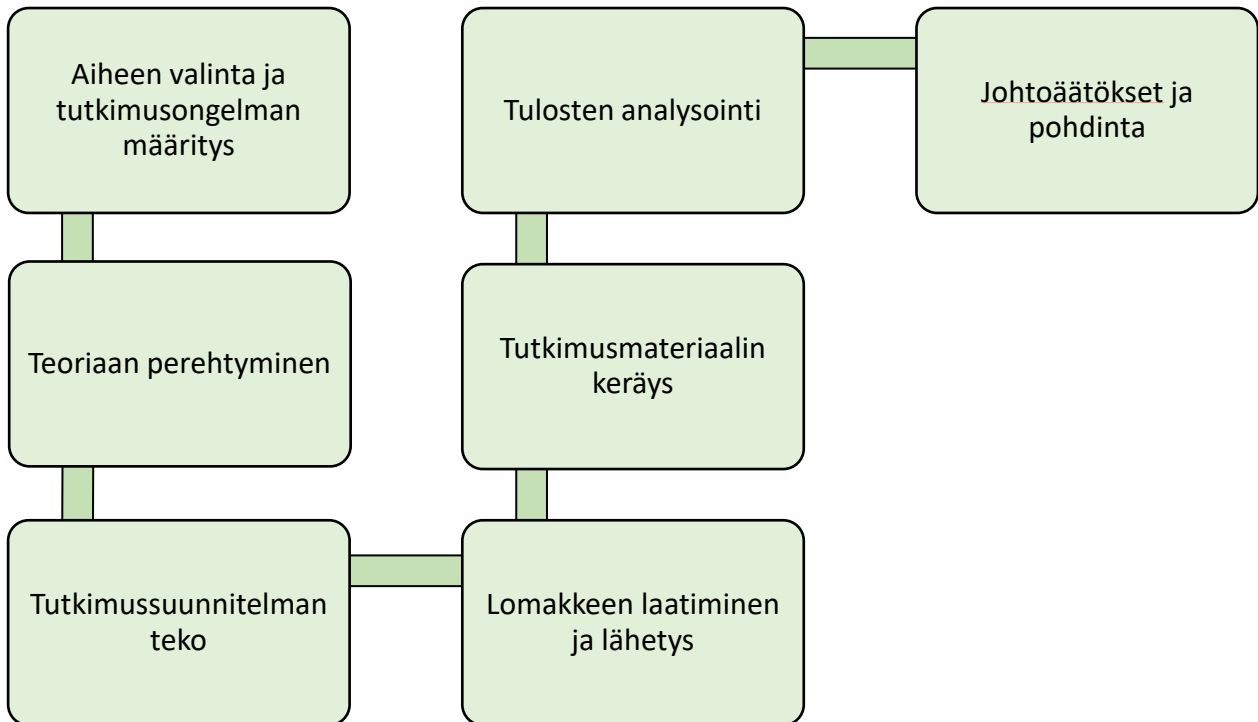 Aiheen valinta ja
tutkimusongelman
määritys
Teoriaan perehtyminen
Tutkimussuunnitelman
teko
Lomakkeen laatiminen
ja lähetys
Tutkimusmateriaalin
keräys
Tulosten analysointi
Johtoäätökset ja
pohdinta